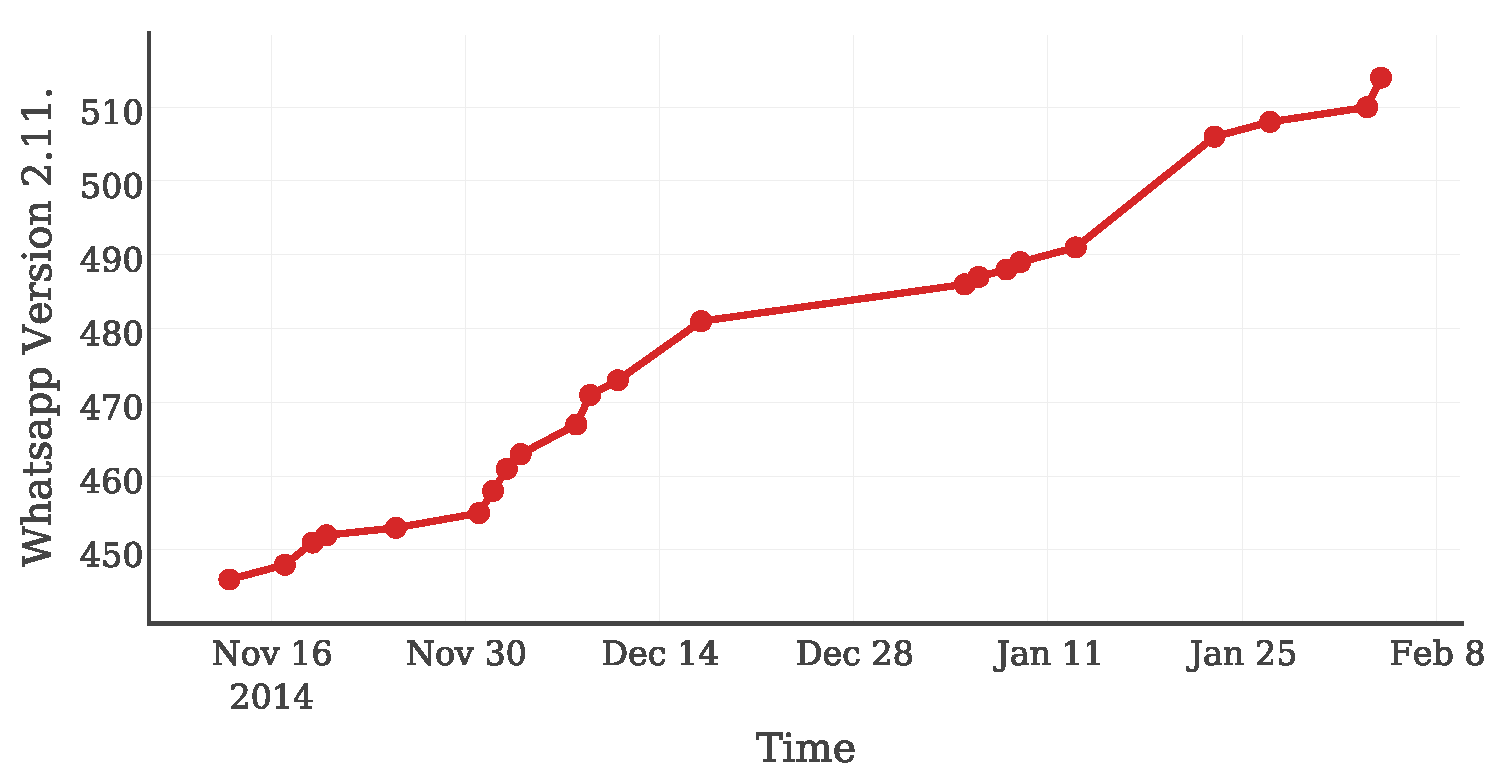 Whatsapp Version 2.11.
510
500
490
480
470
460
450
Nov 16
2014
Nov 30
Dec 14
Dec 28
Jan 11
Jan 25
Feb 8
Time